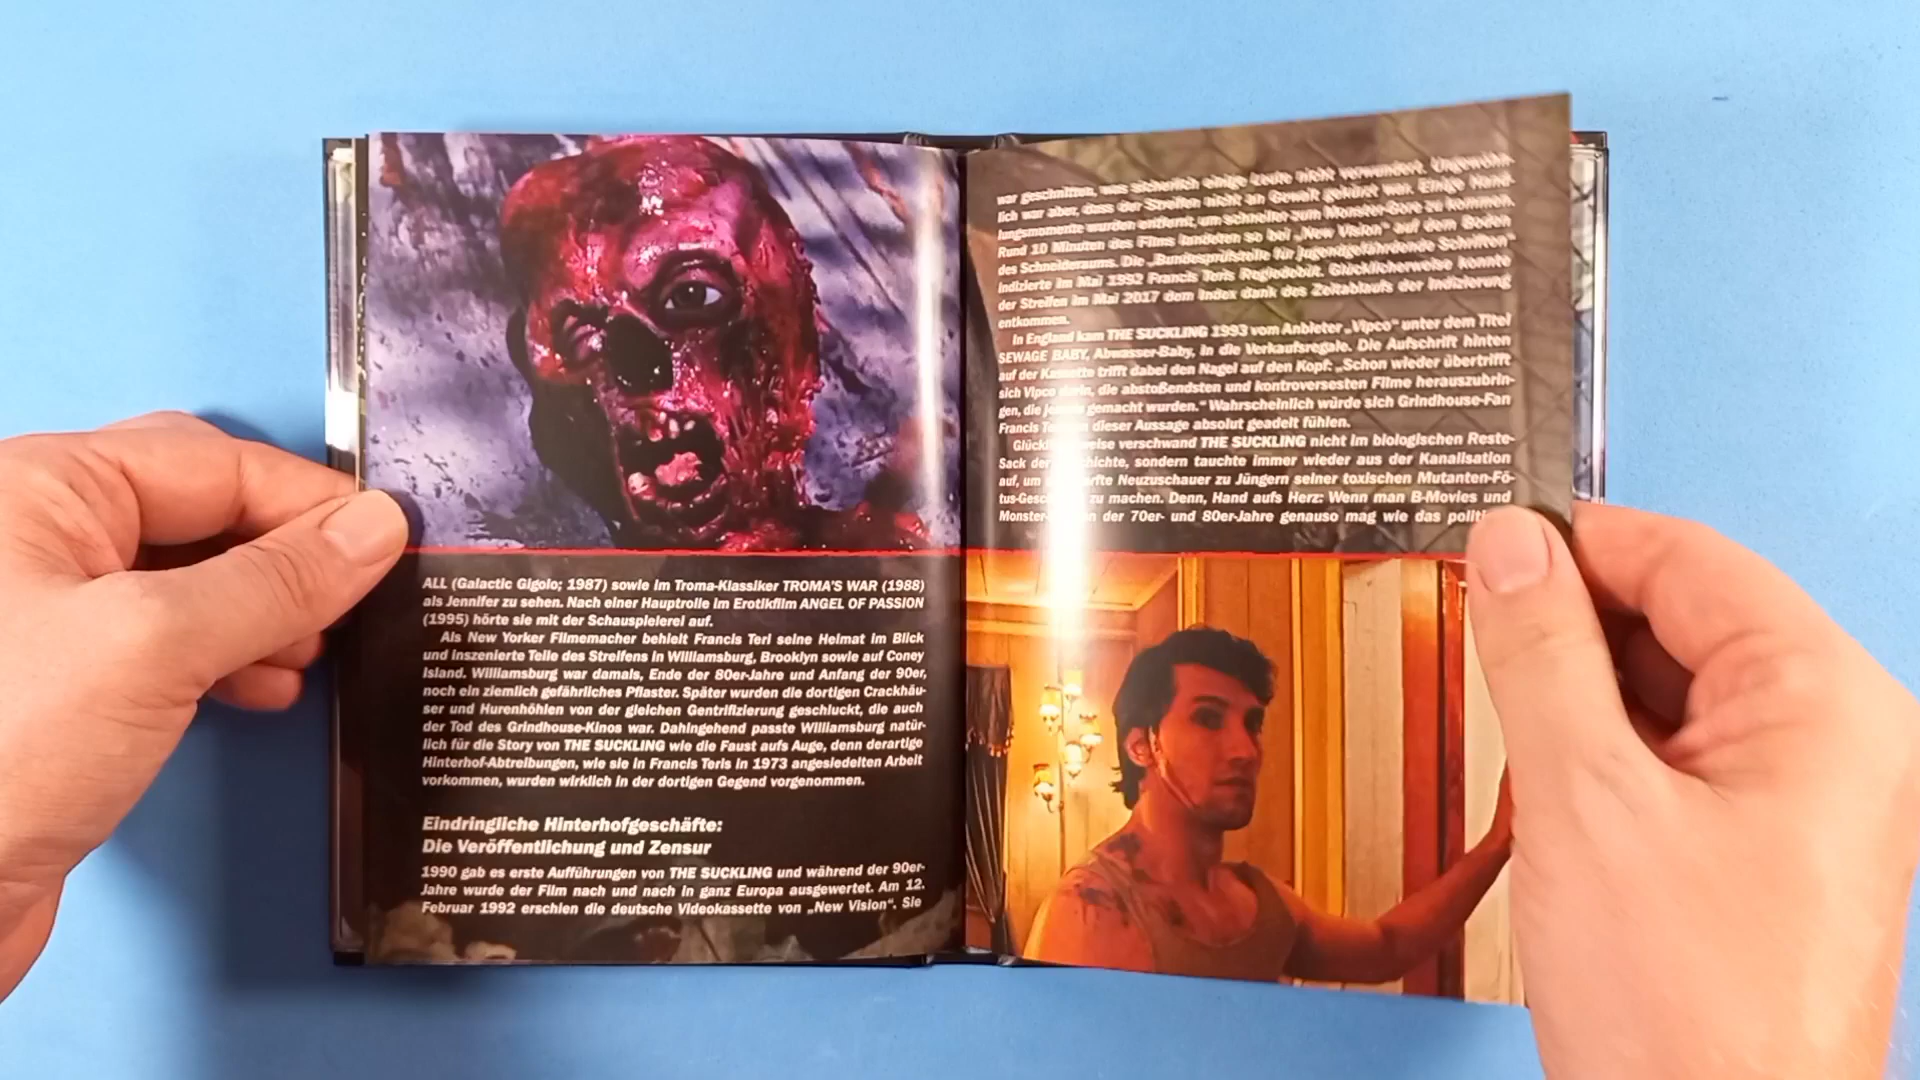 ALL (Galactic Gigolo; 1987) sowie im Troma-Klassiker TROMA'S WAR (1988)
als Jennifer zu sehen. Nach einer Hauptrolle im Erotikfilm ANGEL OF PASSION
(1995) hörte sie mit der Schauspielerei auf.
Als New Yorker Filmemacher behielt Francis Teri seine Heimat im Blick
und inszenierte Teile des Streifens in Williamsburg, Brooklyn sowie auf Coney
Island. Williamsburg war damals, Ende der 80er-Jahre und Anfang der 90er,
noch ein ziemlich gefährliches Pflaster. Später wurden die dortigen Crackhäu-
ser und Hurenhöhlen von der gleichen Gentrifizierung geschluckt, die auch
der Tod des Grindhouse-Kinos war. Dahingehend passte Williamsburg natür-
lich für die Story von THE SUCKLING wie die Faust aufs Auge, denn derartige
Hinterhof-Abtreibungen, wie sie in Francis Teris in 1973 angesiedelten Arbeit
vorkommen, wurden wirklich in der dortigen Gegend vorgenommen.
Eindringliche Hinterhofgeschäfte:
Die Veröffentlichung und Zensur
1990 gab es erste Aufführungen von THE SUCKLING und während der 90er-
Jahre wurde der Film nach und nach in ganz Europa ausgewertet. Am 12.
Februar 1992 erschien die deutsche Videokassette von „New Vision“. Sie
war geschnitten, was sicherlich einige Leute nicht verwundert. Ungewöhn-
lich war aber, dass der Streifen nicht an Gewalt gekürzt war. Einige Hand-
lungsmomente wurden entfernt, um schneller zum Monster-Gore zu kommen.
Rund 10 Minuten des Films landeten so bei „New Vision“ auf dem Boden
des Schneideraums. Die „Bundesprüfstelle für jugendgefährdende Schriften“
indizierte im Mai 1992 Francis Teris Regiedebüt. Glücklicherweise konnte
der Streifen im Mai 2017 dem Index dank des Zeitablaufs der Indizierung
entkommen.
In England kam THE SUCKLING 1993 vom Anbieter „Vipco“ unter dem Titel
SEWAGE BABY, Abwasser-Baby, in die Verkaufsregale. Die Aufschrift hinten
auf der Kassette trifft dabei den Nagel auf den Kopf: „Schon wieder übertrifft
sich Vipco darin, die abstoßendsten und kontroversesten Filme herauszubrin-
gen, die gemacht wurden.“ Wahrscheinlich würde sich Grindhouse-Fan
Francis dieser Aussage absolut geadelt fühlen.
verschwand THE SUCKLING nicht im biologischen Reste-
Sack der sondern tauchte immer wieder aus der Kanalisation
auf, um Neuzuschauer zu Jüngern seiner toxischen Mutanten-Fö-
zu machen. Denn, Hand aufs Herz: Wenn man B-Movies und
der 70er- und 80er-Jahre genauso mag wie das